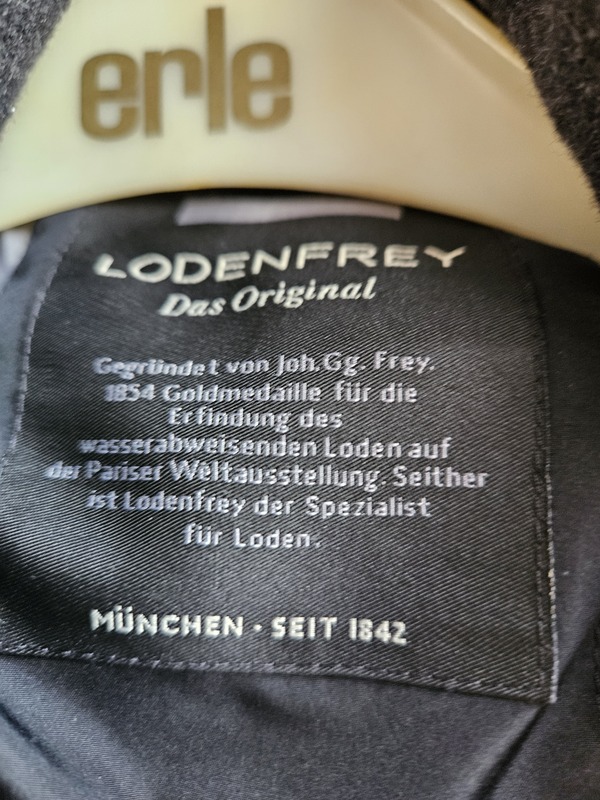 erle
LODENFREY
Das Original
Gegründet von Joh. Gg. Frey.
1854 Goldmedaille für die
Erfindung des
wasserabweisenden Loden auf
der Pariser Weltausstellung. Seither
ist Lodenfrey der Spezialist
für Loden.
MÜNCHEN · SEIT 1842